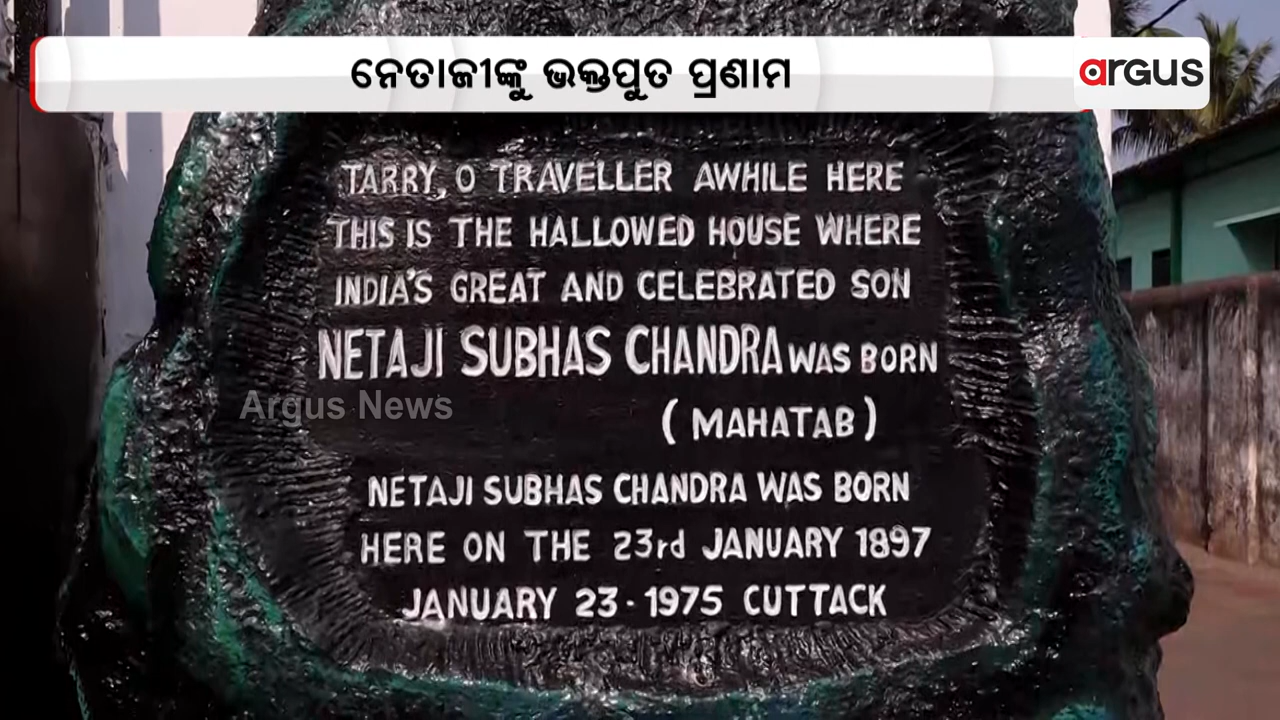 ନେତାଜୀଙ୍କୁ ଭକ୍ତପୁତ ପ୍ରଣାମ
argus
TARRY, O TRAVELLER AWHILE HERE
THIS IS THE HALLOWED HOUSE WHERE
INDIA'S GREAT AND CELEBRATED SON
NETAJI SUBHAS CHANDRA WAS BORN
Argus News
( MAHATAB )
NETAJI SUBHAS CHANDRA WAS BORN
HERE ON THE 23rd JANUARY 1897
JANUARY 23-1975 CUTTACK